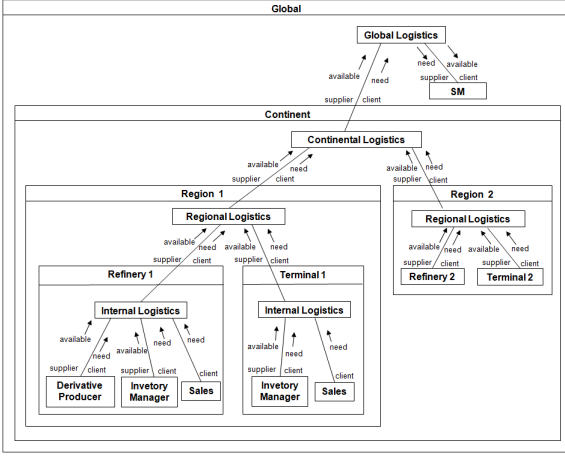 Global
Global Logistics
available
need
need
available
supplier
client
SM
supplier
client
Continent
Continental Logistics
available
need
supplier
client
available
need
supplier
client
Region 1
Regional Logistics
available
need
available
need
supplier
client
supplier
client
Region 2
Regional Logistics
available
need
available
need
supplier
client
supplier
client
Refinery 2
Terminal 2
Refinery 1
Internal Logistics
available
need
available
need
need
supplier
client
supplier
client
client
Derivative
Producer
Invetory
Manager
Sales
Terminal 1
Internal Logistics
available
need
need
supplier
client
client
Invetory
Manager
Sales